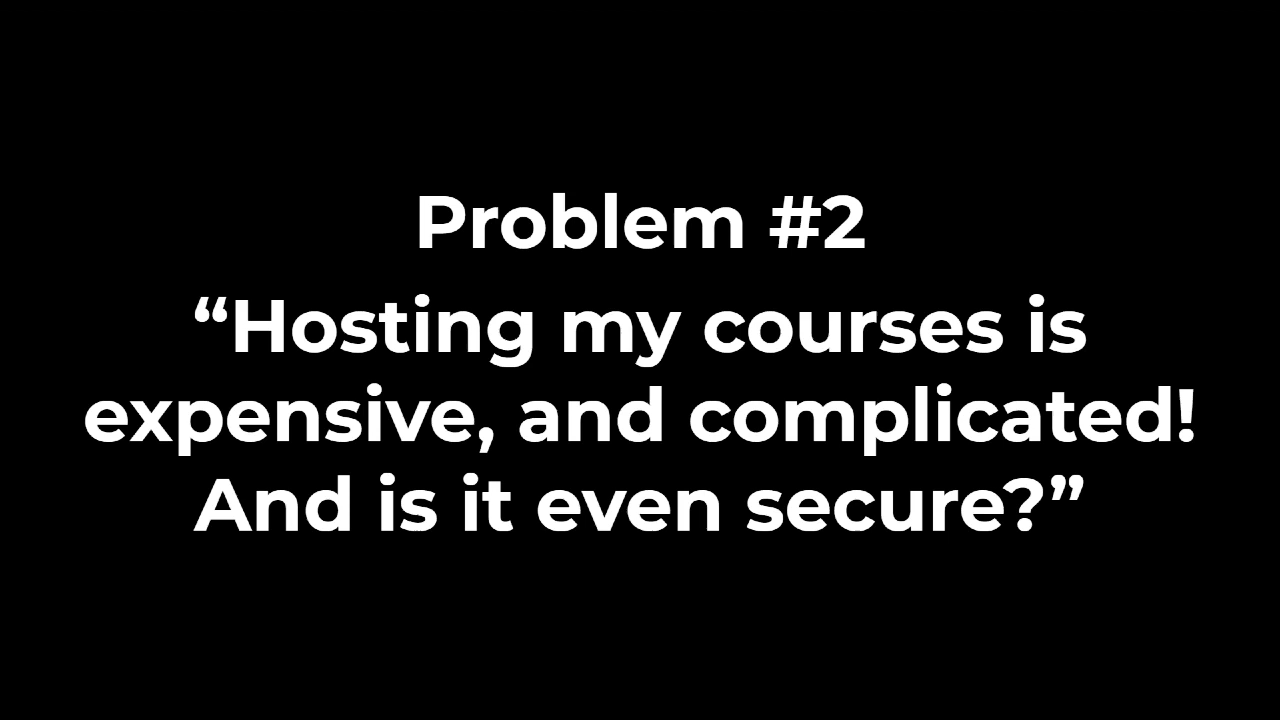 Problem #2
“Hosting my courses is
expensive, and complicated!
And is it even secure?”